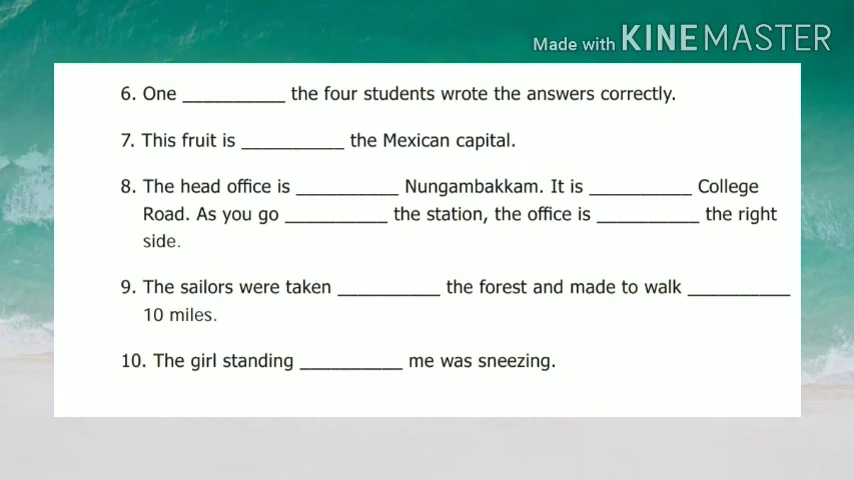 Made with KINEMASTER
6. One __________ the four students wrote the answers correctly.
7. This fruit is __________ the Mexican capital.
8. The head office is __________ Nungambakkam. It is __________ College
Road. As you go __________ the station, the office is __________ the right
side.
9. The sailors were taken __________ the forest and made to walk __________
10 miles.
10. The girl standing __________ me was sneezing.